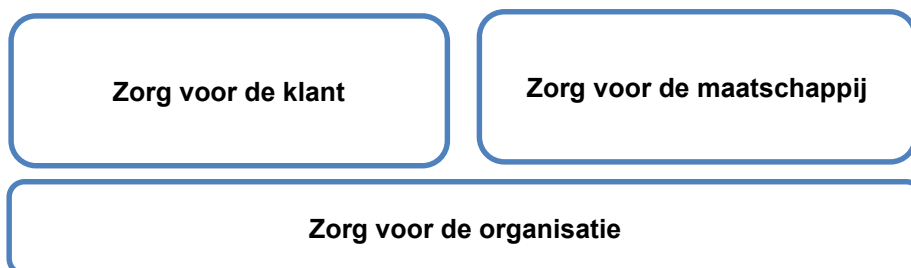 Zorg voor de klant
Zorg voor de maatschappij
Zorg voor de organisatie